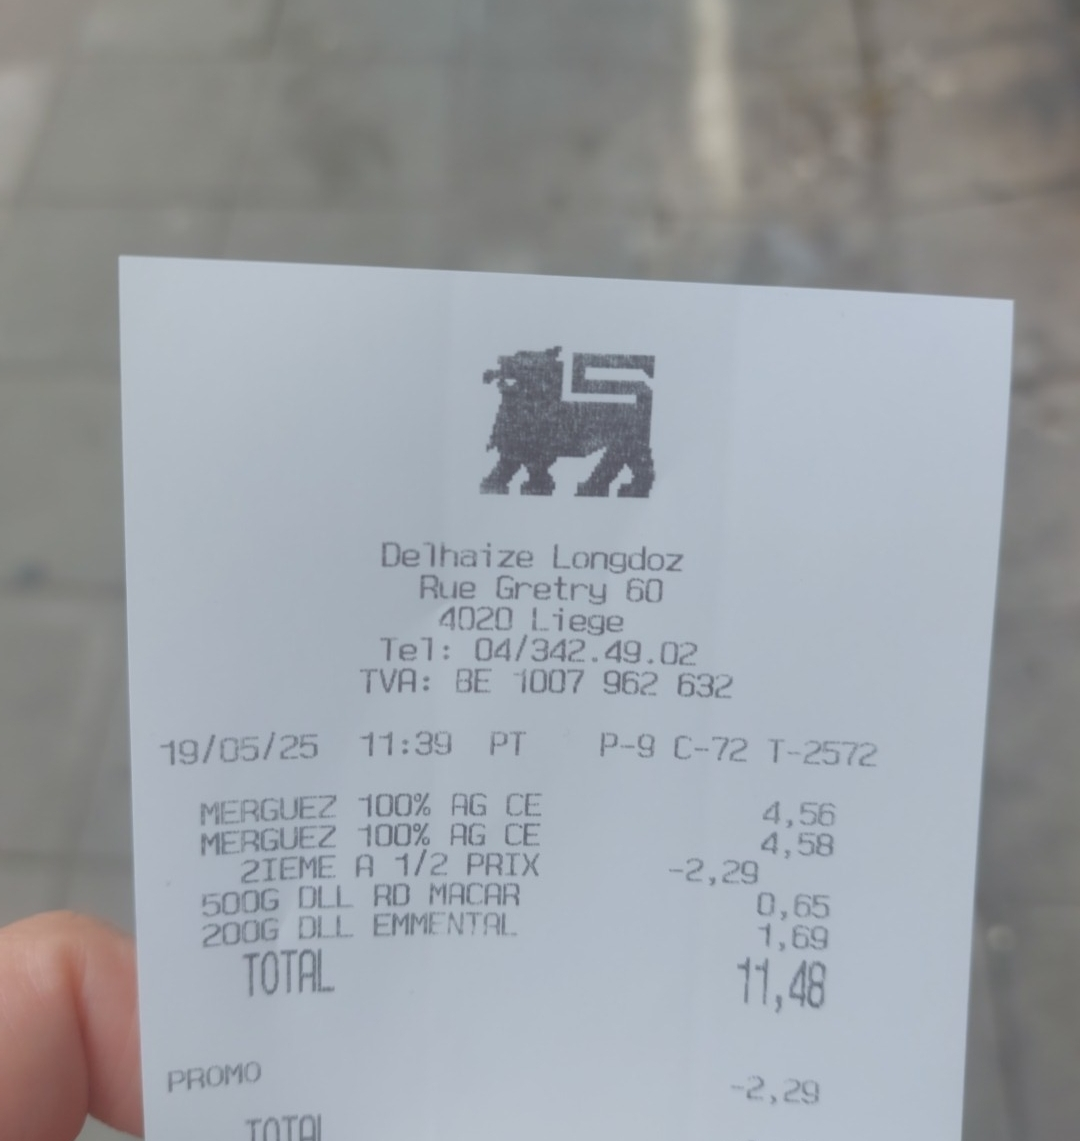 Delhaize Longdoz
Rue Gretry 60
4020 Liege
Tel: 04/342.49.02
TVA: BE 1007 962 632
19/05/25 11:39 PT P-9 C-72 T-2572
MERGUEZ 100% AG CE 4,56
MERGUEZ 100% AG CE 4,58
2IEME A 1/2 PRIX -2,29
500G DLL RD MACAR 0,65
200G DLL EMMENTAL 1,69
TOTAL 11,48
PROMO -2,29
TOTAL